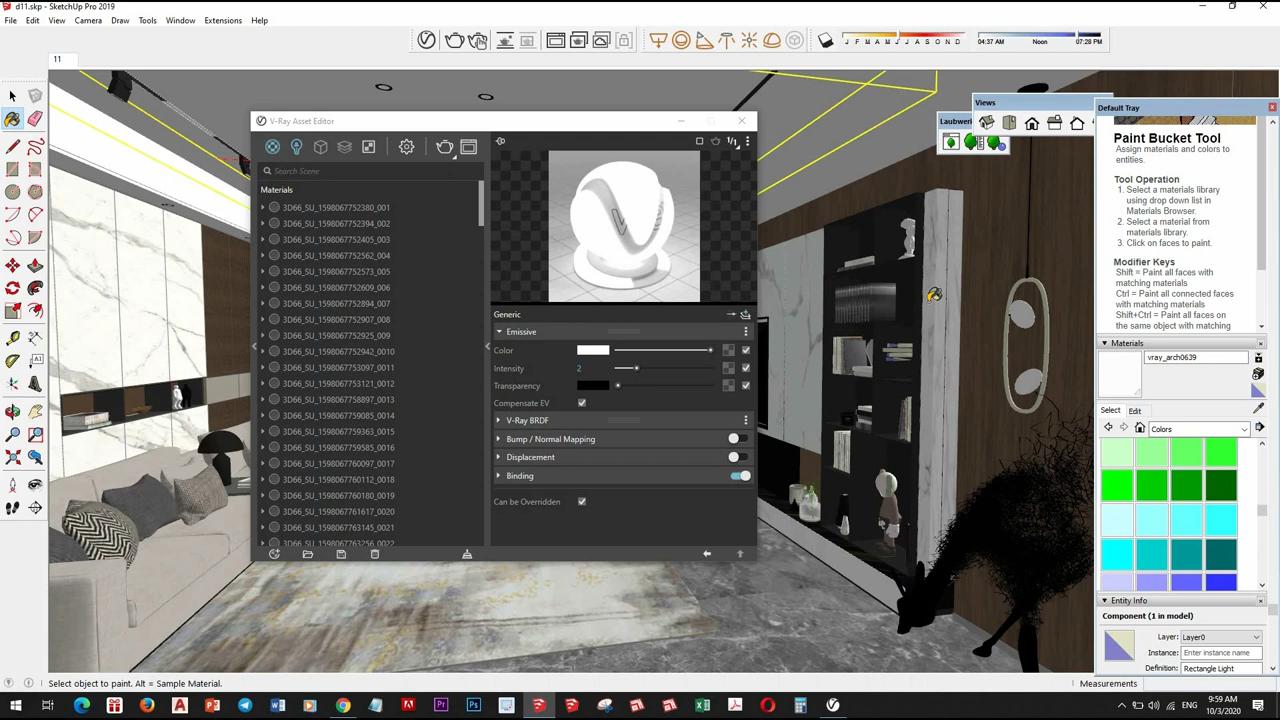 d11.skp - SketchUp Pro 2019
File Edit View Camera Draw Tools Window Extensions Help
J F M A M J J A S O N D
04:37 AM Noon 07:28 PM
11
V-Ray Asset Editor
Search Scene
Materials
3D66_SU_1598067752380_001
3D66_SU_1598067752394_002
3D66_SU_1598067752405_003
3D66_SU_1598067752562_004
3D66_SU_1598067752573_005
3D66_SU_1598067752609_006
3D66_SU_1598067752894_007
3D66_SU_1598067752907_008
3D66_SU_1598067752925_009
3D66_SU_1598067752942_0010
3D66_SU_1598067753097_0011
3D66_SU_1598067753121_0012
3D66_SU_1598067758897_0013
3D66_SU_1598067759085_0014
3D66_SU_1598067759363_0015
3D66_SU_1598067759585_0016
3D66_SU_1598067760097_0017
3D66_SU_1598067760112_0018
3D66_SU_1598067760180_0019
3D66_SU_1598067761617_0020
3D66_SU_1598067763145_0021
3D66_SU_1598067763256_0022
1/1
Generic
Emissive
Color
Intensity 2
Transparency
Compensate EV
V-Ray BRDF
Bump / Normal Mapping
Displacement
Binding
Can be Overridden
Views
Laubwerk
Default Tray
Paint Bucket Tool
Assign materials and colors to
entities.
Tool Operation
1. Select a materials library
using drop down list in
Materials Browser.
2. Select a material from
materials library.
3. Click on faces to paint.
Modifier Keys
Shift = Paint all faces with
matching materials
Ctrl = Paint all connected faces
with matching materials
Shift+Ctrl = Paint all faces on
the same object with matching
Materials
vray_arch0639
Select Edit
Colors
Entity Info
Component (1 in model)
Layer: Layer0
Instance: Enter instance name
Definition: Rectangle Light
Select object to paint. Alt = Sample Material.
Measurements
9:59 AM
ENG
10/3/2020